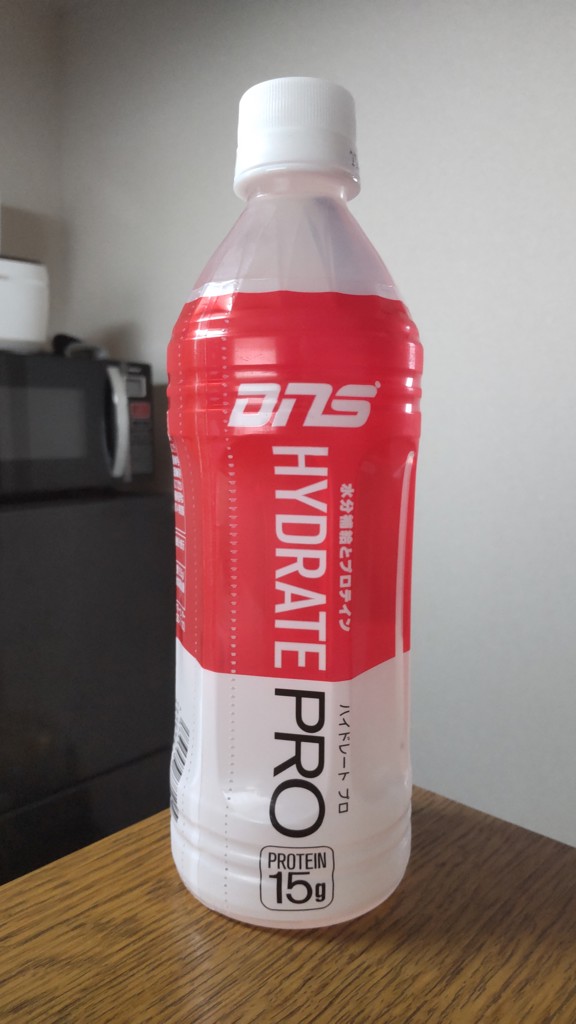 DNS
HYDRATE PRO
水分補給とプロテイン
ハイドレート プロ
PROTEIN
15g